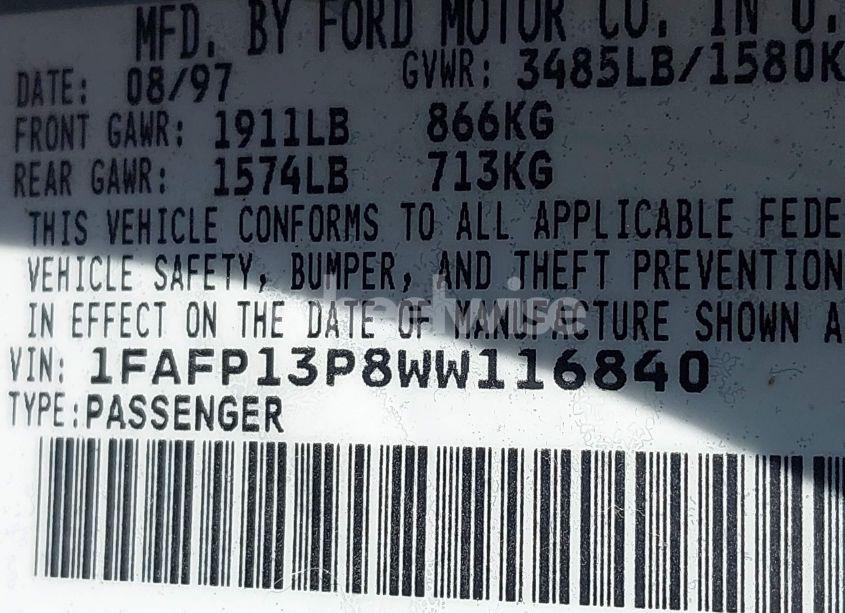 MFD. BY FORD MOTOR CO. IN U.
DATE: 08/97 GVWR: 3485LB/1580K
FRONT GAWR: 1911LB 866KG
REAR GAWR: 1574LB 713KG
THIS VEHICLE CONFORMS TO ALL APPLICABLE FEDE
VEHICLE SAFETY, BUMPER, AND THEFT PREVENTION
IN EFFECT ON THE DATE OF MANUFACTURE SHOWN A
VIN: 1FAFP13P8WW116840
TYPE:PASSENGER